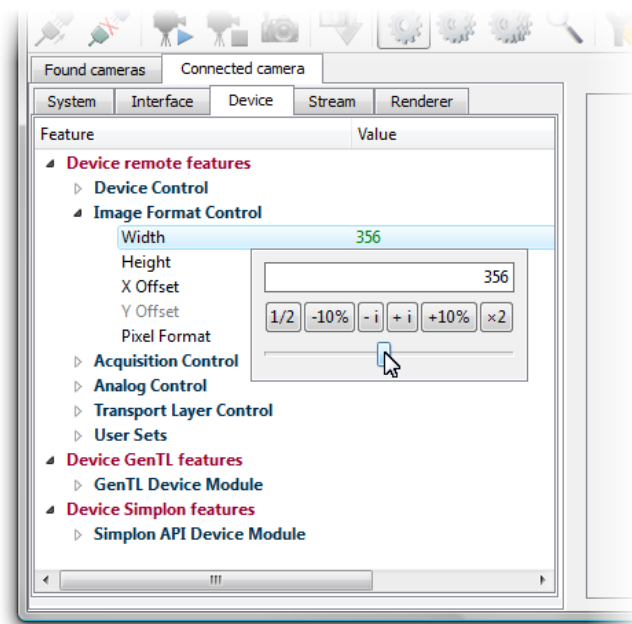 Found cameras Connected camera
System Interface Device Stream Renderer
Feature Value
Device remote features
Device Control
Image Format Control
Width 356
Height
356
X Offset
Y Offset
1/2 -10% - i + i +10% ×2
Pixel Format
Acquisition Control
Analog Control
Transport Layer Control
User Sets
Device GenTL features
GenTL Device Module
Device Simplon features
Simplon API Device Module